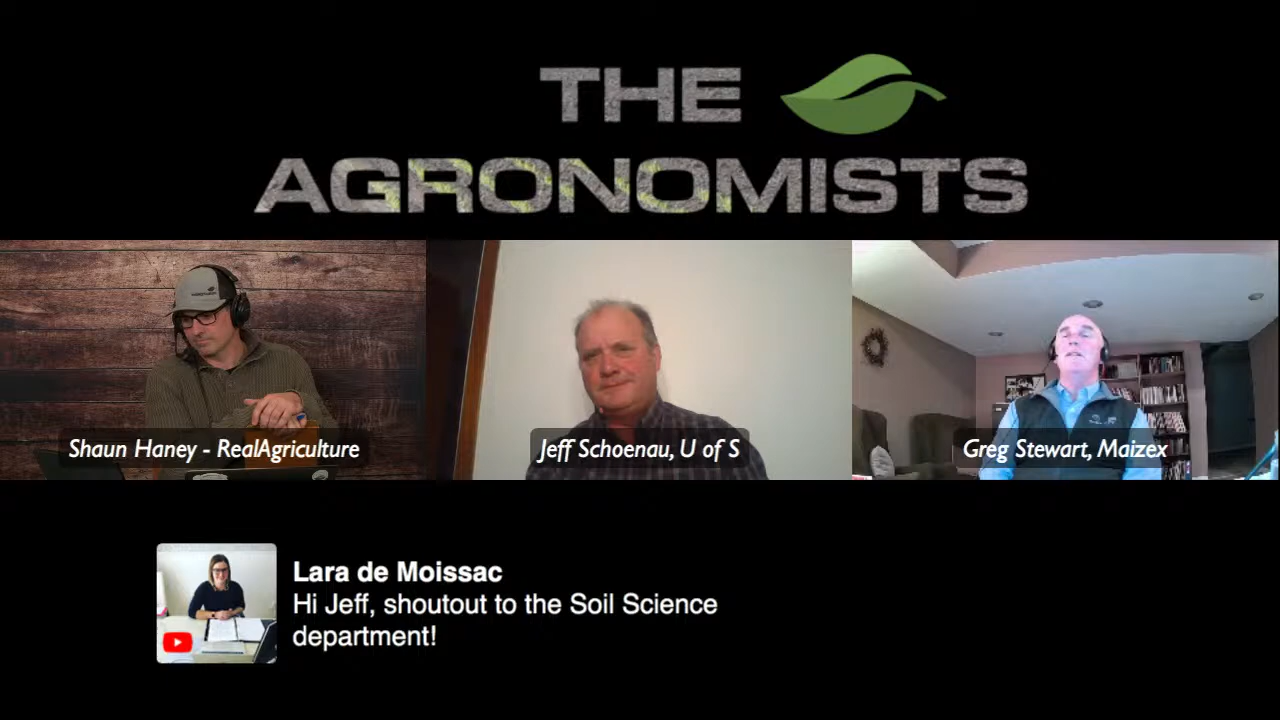 THE
AGRONOMISTS
Shaun Haney - RealAgriculture
Jeff Schoenau, U of S
Greg Stewart, Maizex
Lara de Moissac
Hi Jeff, shoutout to the Soil Science
department!